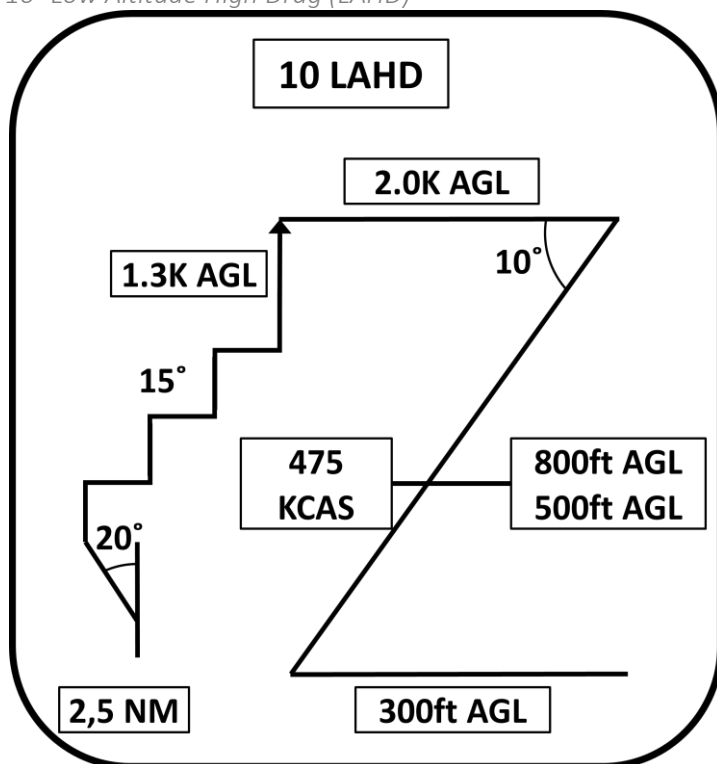 10° Low Altitude High Drag (LAHD)
10 LAHD
2.0K AGL
1.3K AGL
10°
15°
475
KCAS
800ft AGL
500ft AGL
20°
2,5 NM
300ft AGL